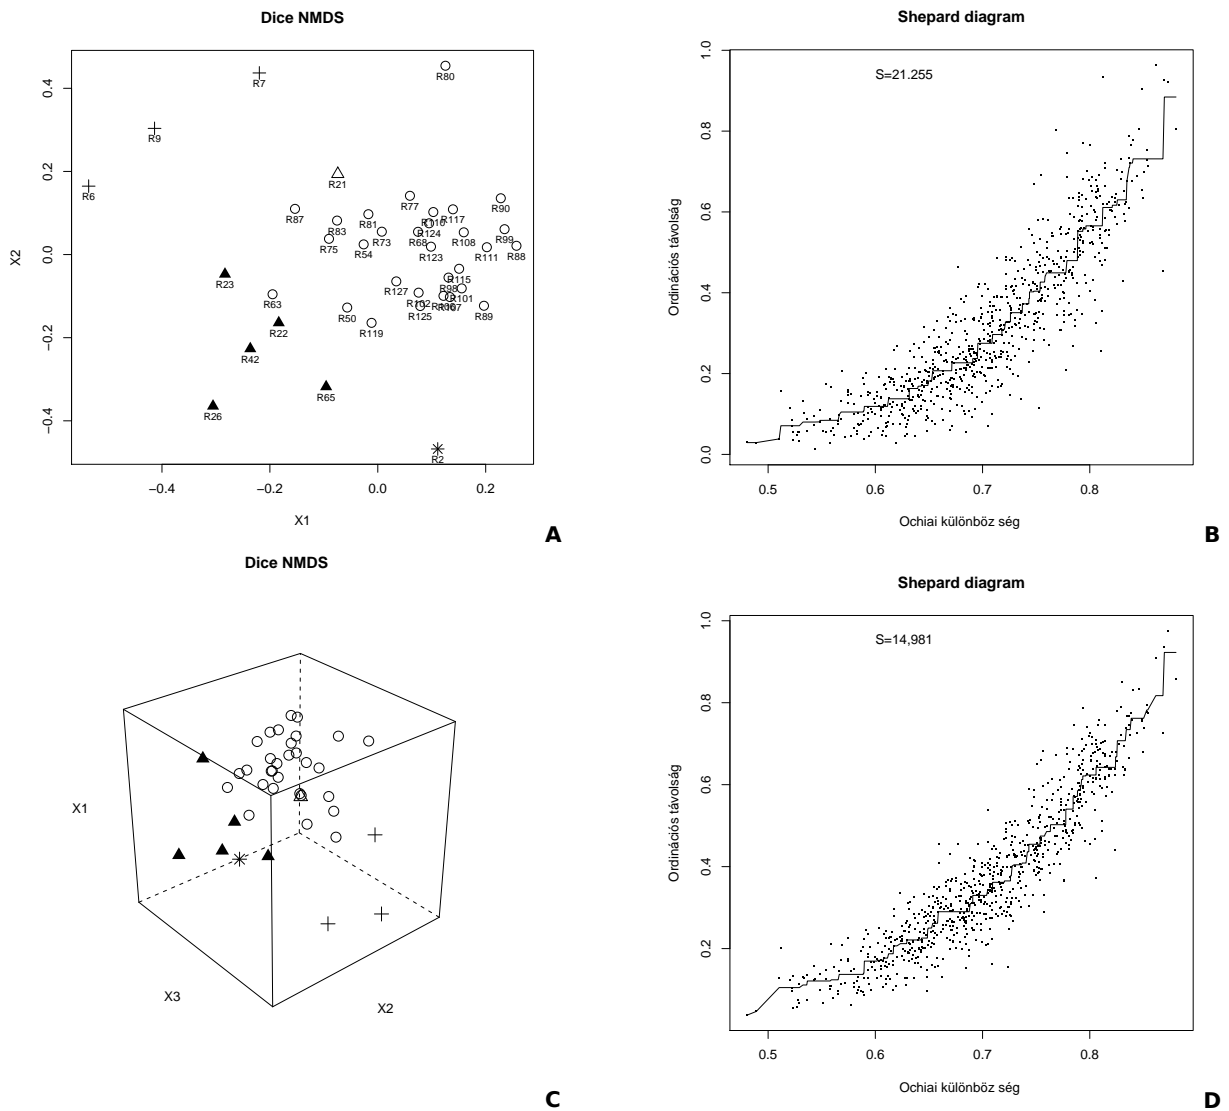 Dice NMDS
R80
R7
R9
R6
R21
R87
R83
R75
R81
R54
R73
R77
R116
R117
R124
R68
R123
R108
R90
R99
R88
R111
R23
R63
R22
R42
R26
R50
R119
R65
R127
R115
R98
R101
R102
R125
R107
R89
R2
0.4
0.2
0.0
−0.2
−0.4
X2
−0.4
−0.2
0.0
0.2
X1
A
Shepard diagram
S=21.255
1.0
0.8
0.6
0.4
0.2
0.0
Ordinációs távolság
0.5
0.6
0.7
0.8
Ochiai különböz ség
B
Dice NMDS
X1
X3
X2
C
Shepard diagram
S=14,981
1.0
0.8
0.6
0.4
0.2
Ordinációs távolság
0.5
0.6
0.7
0.8
Ochiai különböz ség
D